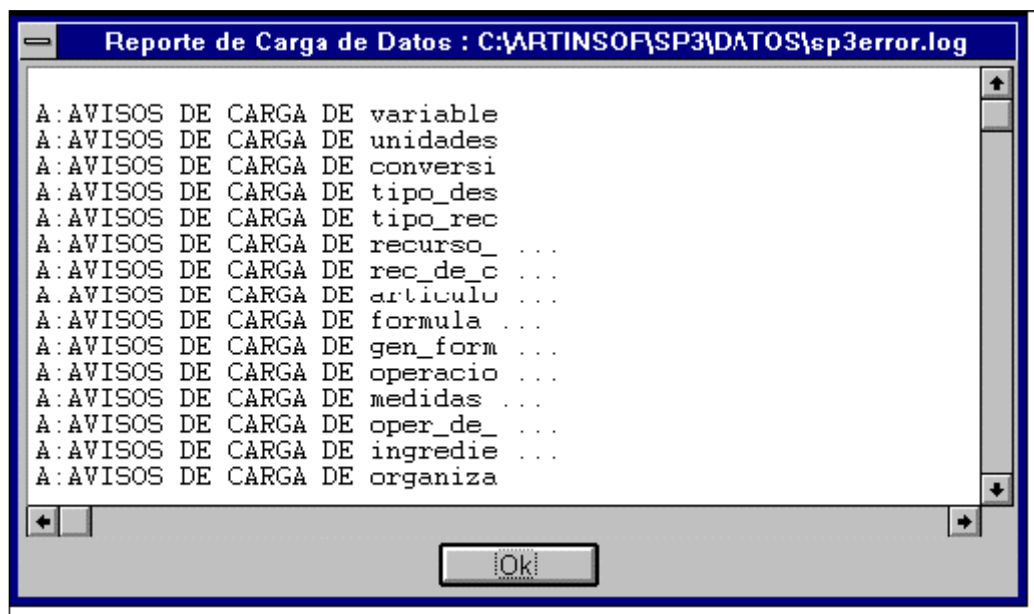 Reporte de Carga de Datos : C:\ARTINSOF\SP3\DATOS\sp3error.log
A:AVISOS DE CARGA DE variable
A:AVISOS DE CARGA DE unidades
A:AVISOS DE CARGA DE conversi
A:AVISOS DE CARGA DE tipo_des
A:AVISOS DE CARGA DE tipo_rec
A:AVISOS DE CARGA DE recurso_ ...
A:AVISOS DE CARGA DE rec_de_c ...
A:AVISOS DE CARGA DE articulo ...
A:AVISOS DE CARGA DE formula ...
A:AVISOS DE CARGA DE gen_form ...
A:AVISOS DE CARGA DE operacio ...
A:AVISOS DE CARGA DE medidas ...
A:AVISOS DE CARGA DE oper_de_ ...
A:AVISOS DE CARGA DE ingredie ...
A:AVISOS DE CARGA DE organiza
Ok